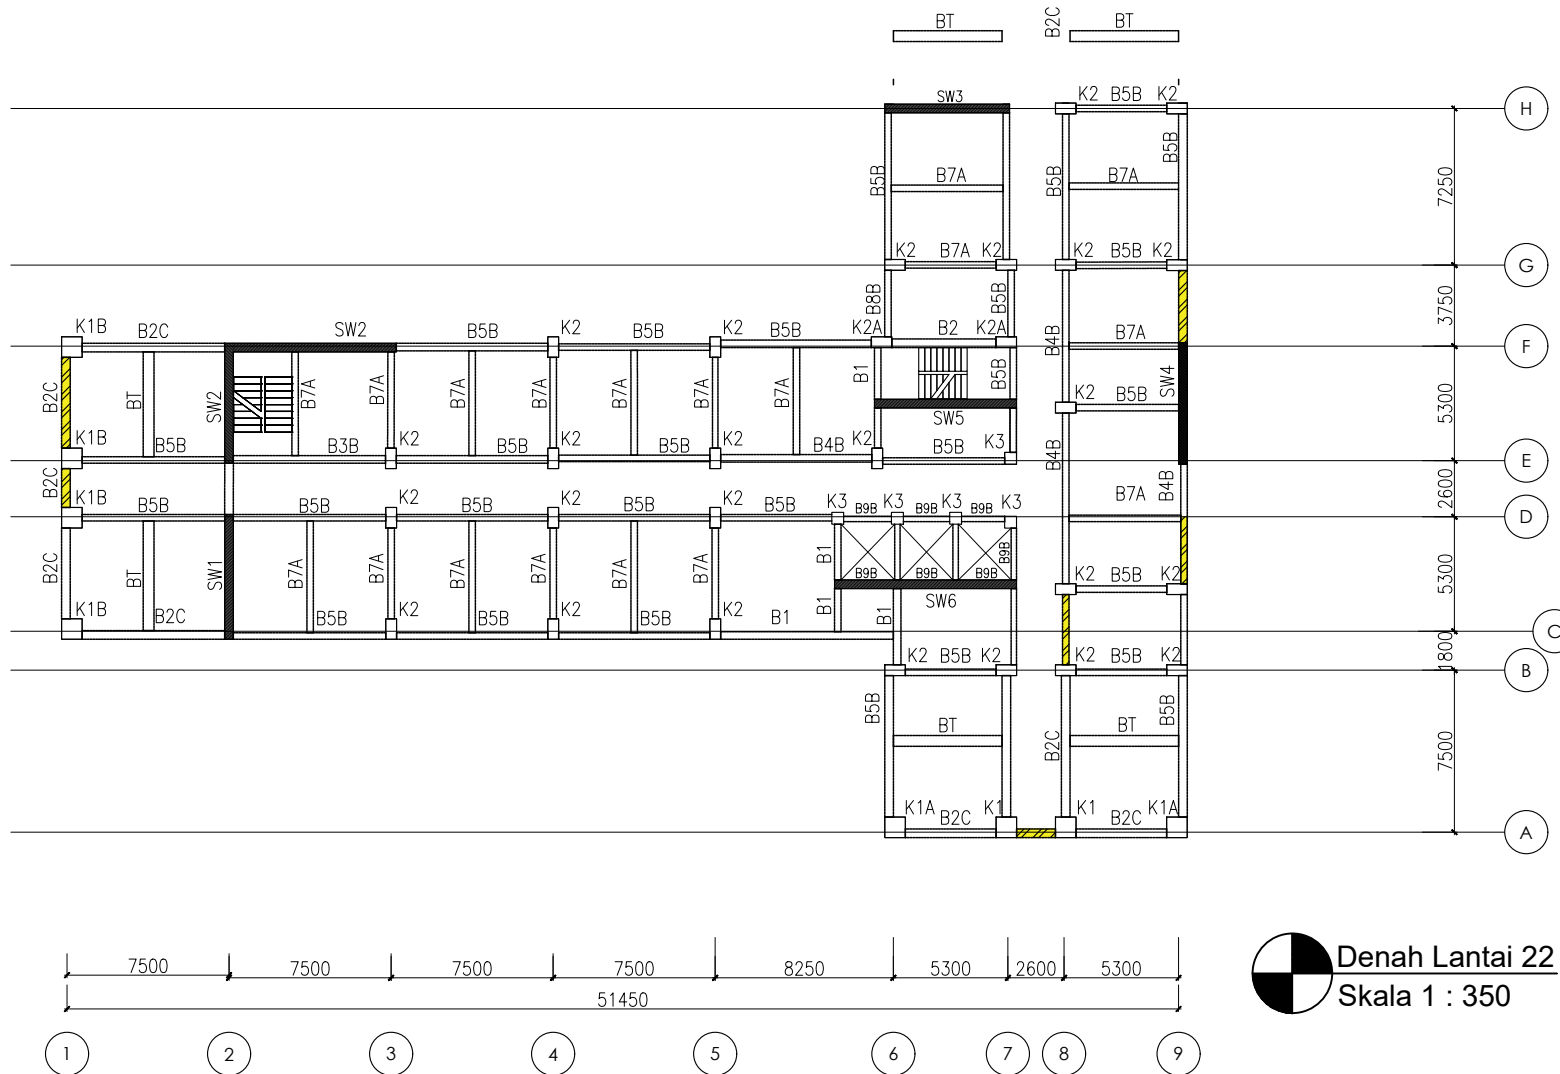 BT
B2C
BT
SW3
K2 B5B K2
H
B5B
B7A
B5B
B5B
B7A
7250
K2 B7A K2
K2 B5B K2
G
B8B
B5B
3750
K1B
B2C
SW2
B5B
K2
B5B
K2
B5B
K2A
B2
K2A
B4B
B7A
F
B2C
BT
SW2
B7A
B7A
B7A
B7A
B7A
B7A
B7A
B1
B5B
SW5
K2
B5B
SW4
5300
K1B
B5B
B3B
K2
B5B
K2
B5B
K2
B4B
K2
B5B
K3
B4B
E
B2C
K1B
B5B
B5B
K2
B5B
K2
B5B
K2
B5B
K3
B9B
K3
B9B
K3
B9B
K3
B7A
B4B
2600
D
B2C
BT
SW1
B7A
B7A
B7A
B7A
B7A
B7A
B1
B9B
B9B
B9B
B9B
K2
B5B
K2
5300
K1B
B2C
B5B
K2
B5B
K2
B5B
K2
B1
B1
B1
SW6
C
1800
K2 B5B K2
K2 B5B K2
B
B5B
BT
B2C
BT
B5B
7500
K1A
B2C
K1
K1
B2C
K1A
A
7500
7500
7500
7500
8250
5300
2600
5300
51450
1
2
3
4
5
6
7
8
9
Denah Lantai 22
Skala 1 : 350